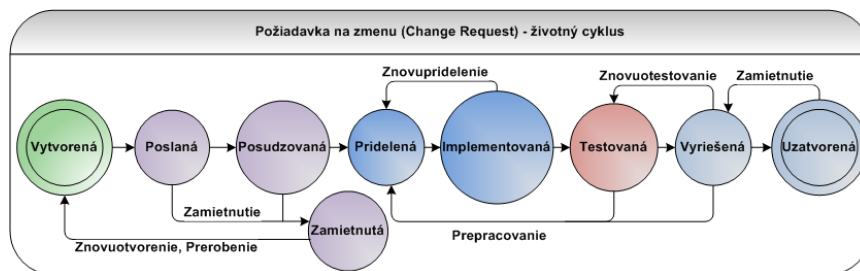 Požiadavka na zmenu (Change Request) - životný cyklus
Znovupridelenie
Znovuotestovanie
Zamietnutie
Vytvorená
Poslaná
Posudzovaná
Pridelená
Implementovaná
Testovaná
Vyriešená
Uzatvorená
Zamietnutie
Zamietnutá
Prepracovanie
Znovuotvorenie, Prerobenie